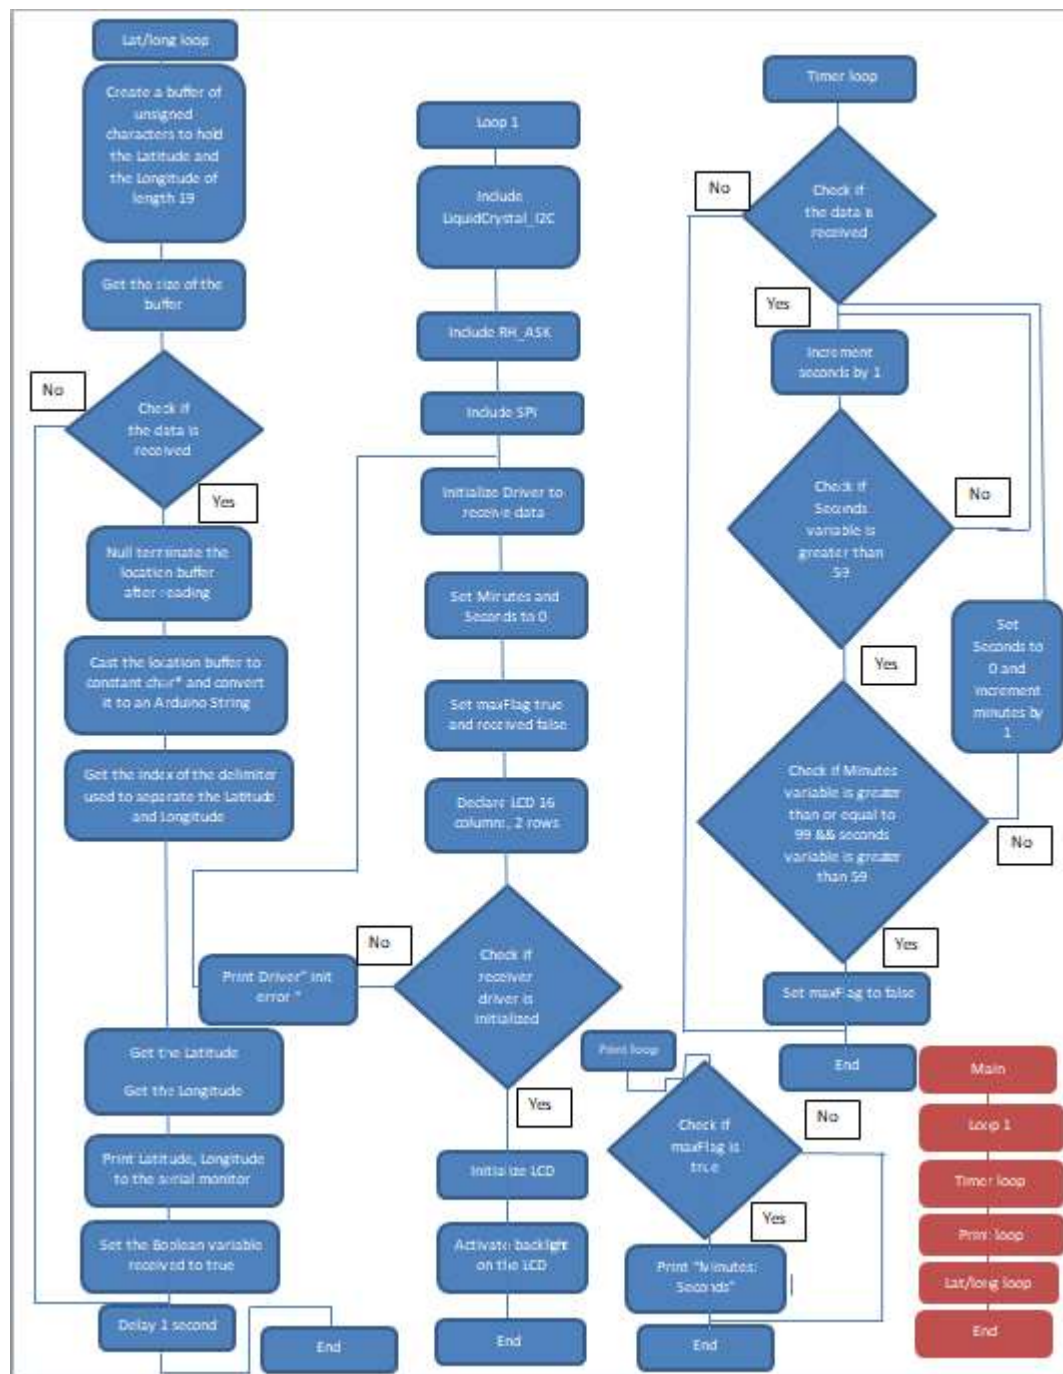 Lat/long loop
Create a buffer of
unsigned
characters to hold
the Latitude and
the Longitude of
length 19
Get the size of the
buffer
No
Check if
the data is
received
Yes
Null terminate the
location buffer
after reading
Cast the location buffer to
constant char* and convert
it to an Arduino String
Get the index of the delimiter
used to separate the Latitude
and Longitude
Get the Latitude
Get the Longitude
Print Latitude, Longitude
to the serial monitor
Set the Boolean variable
received to true
Delay 1 second
End
Loop 1
Include
LiquidCrystal_I2C
Include RH_ASK
Include SPI
Initialize Driver to
receive data
Set Minutes and
Seconds to 0
Set maxFlag true
and received false
Declare LCD 16
columns, 2 rows
No
Check if
receiver
driver is
initialized
Print Driver" init
error "
Yes
Initialize LCD
Activate backlight
on the LCD
End
Timer loop
No
Check if
the data is
received
Yes
Increment
seconds by 1
Check if
Seconds
variable is
greater than
59
No
Yes
Set
Seconds to
0 and
increment
minutes by
1
Check if Minutes
variable is greater
than or equal to
99 && seconds
variable is greater
than 59
No
Yes
Set maxFlag to false
End
Print loop
Check if
maxFlag is
true
No
Yes
Print "Minutes:
Seconds"
End
Main
Loop 1
Timer loop
Print loop
Lat/long loop
End